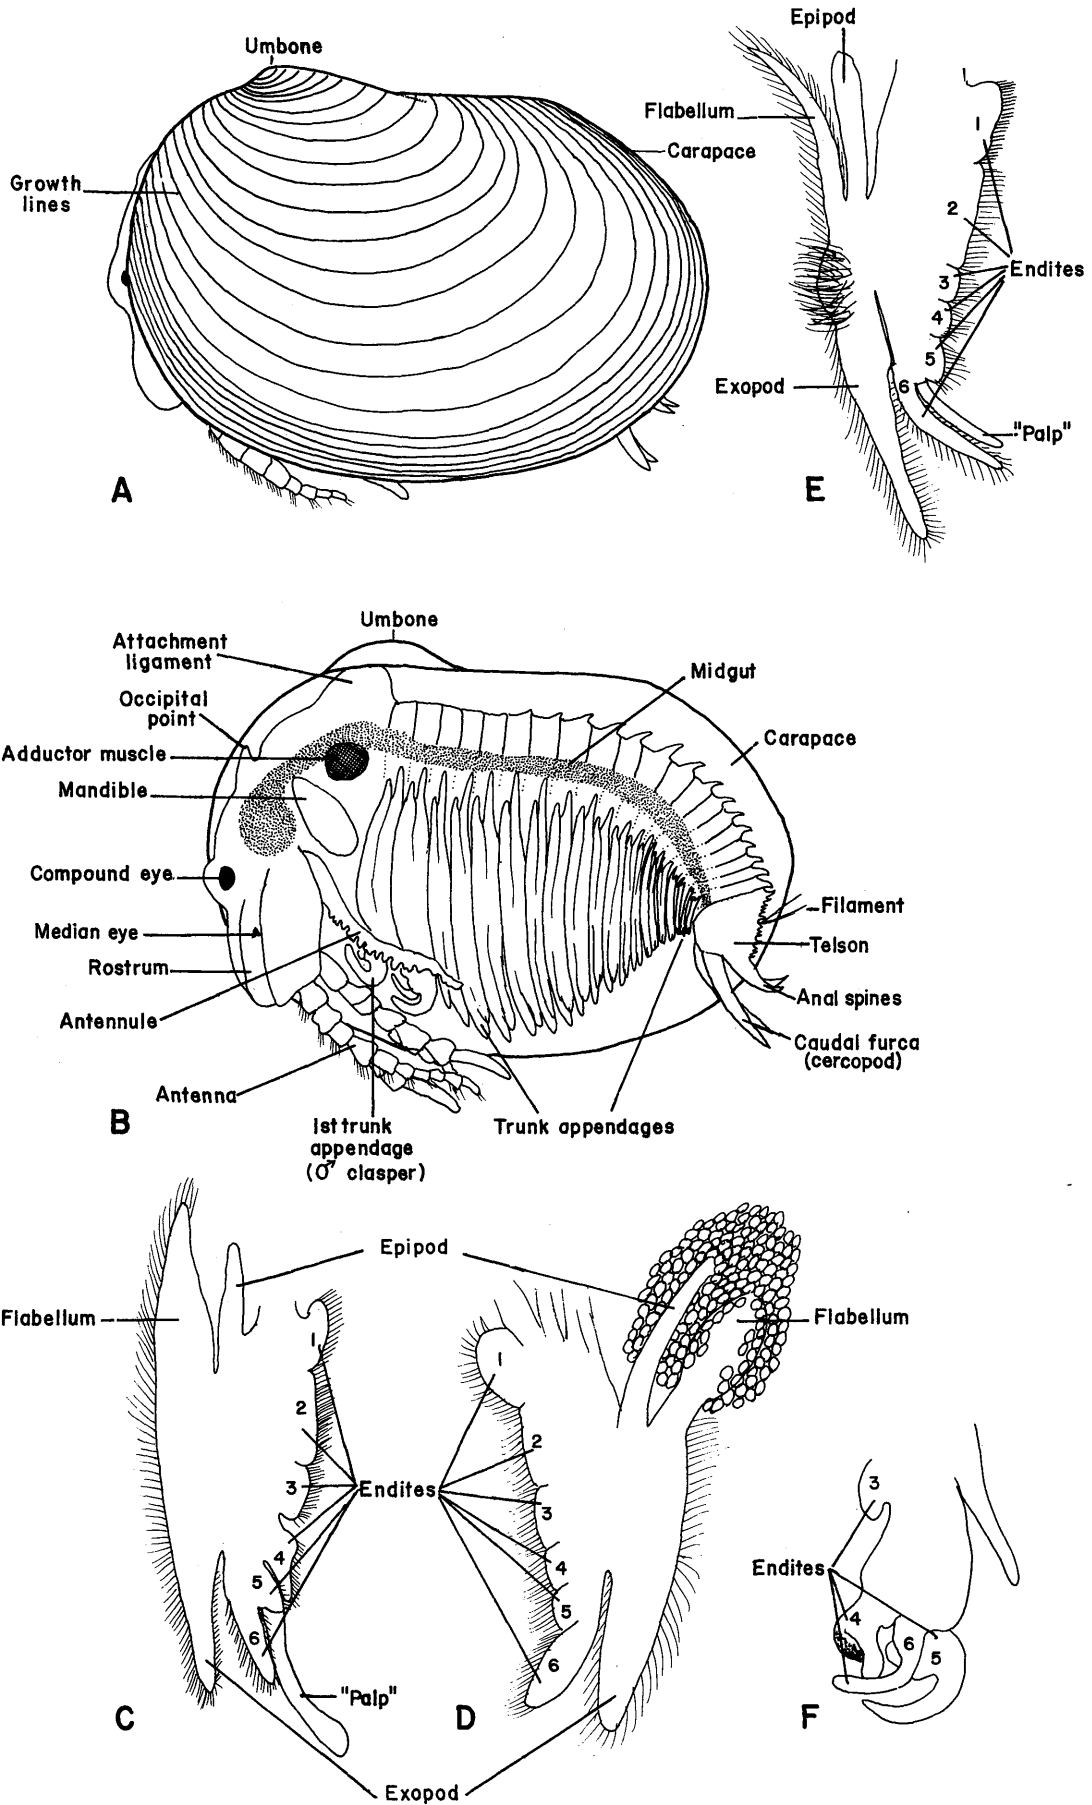 Umbone
Carapace
Growth
lines
A
Epipod
Flabellum
1
2
Endites
3
4
5
6
Exopod
"Palp"
E
Umbone
Attachment
ligament
Midgut
Occipital
point
Carapace
Adductor muscle
Mandible
Compound eye
Filament
Median eye
Telson
Rostrum
Anal spines
Antennule
Caudal furca
(cercopod)
Antenna
B
1st trunk
appendage
(♂ clasper)
Trunk appendages
Epipod
Flabellum
1
2
3
Endites
4
5
6
"Palp"
C
Flabellum
1
2
3
4
5
6
D
Exopod
3
Endites
4
6
5
F